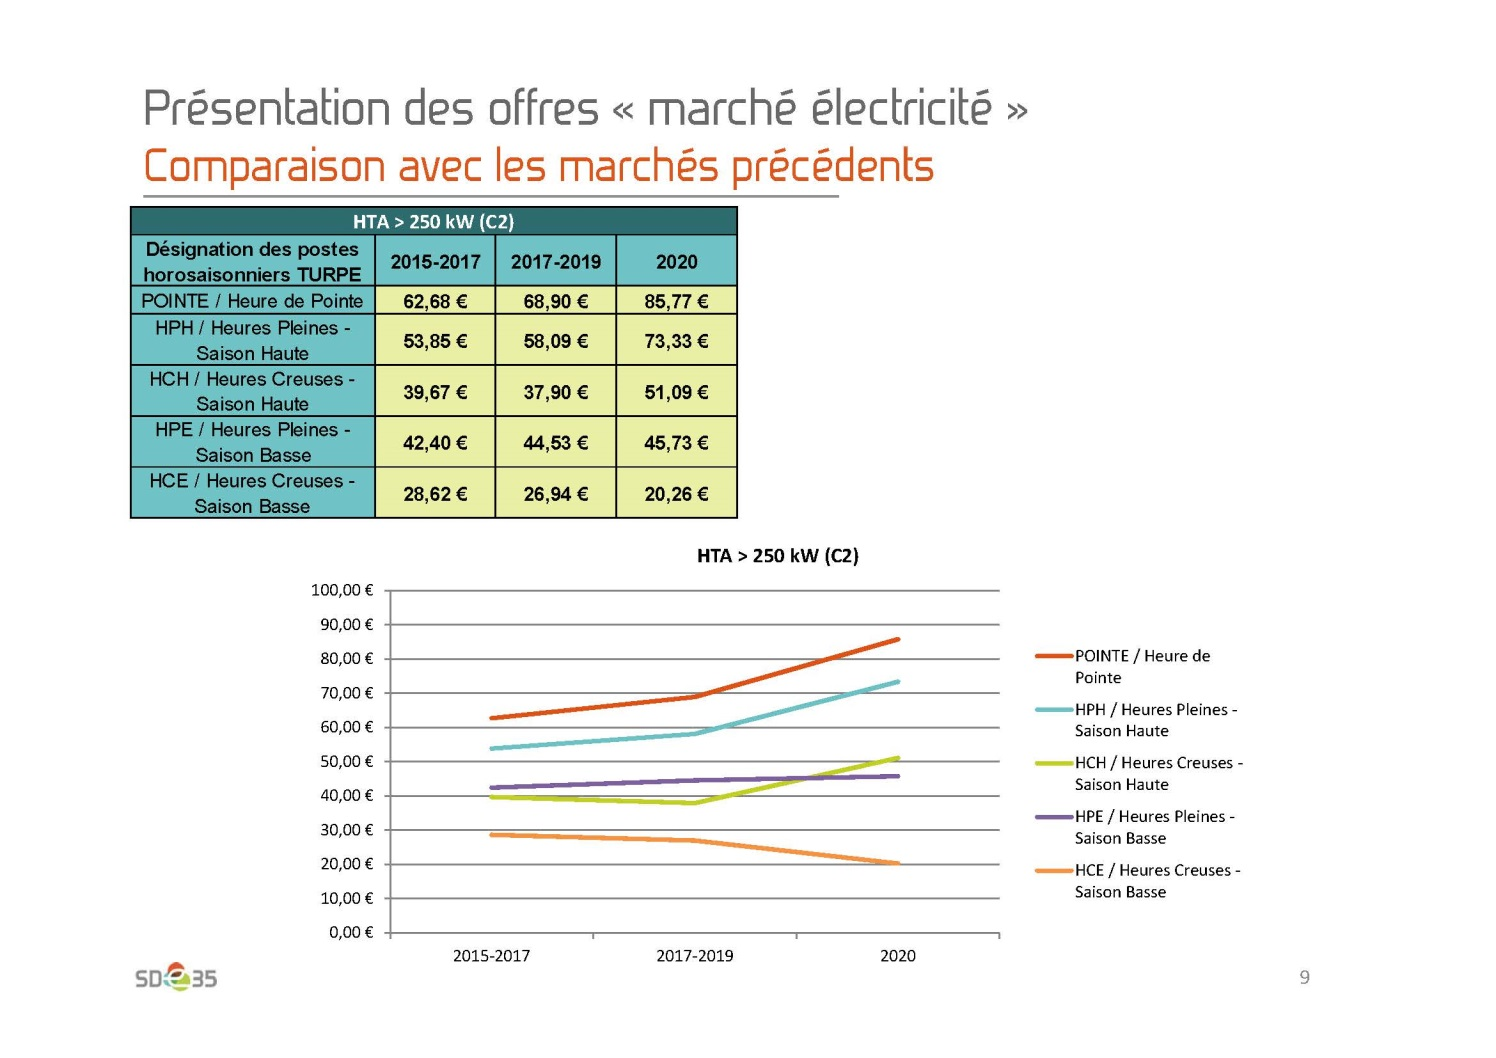 Présentation des offres « marché électricité »
Comparaison avec les marchés précédents
HTA > 250 kW (C2)
Désignation des postes horosaisonniers TURPE 2015-2017 2017-2019 2020
POINTE / Heure de Pointe 62,68 € 68,90 € 85,77 €
HPH / Heures Pleines - Saison Haute 53,85 € 58,09 € 73,33 €
HCH / Heures Creuses - Saison Haute 39,67 € 37,90 € 51,09 €
HPE / Heures Pleines - Saison Basse 42,40 € 44,53 € 45,73 €
HCE / Heures Creuses - Saison Basse 28,62 € 26,94 € 20,26 €
HTA > 250 kW (C2)
100,00 €
90,00 €
80,00 €
70,00 €
60,00 €
50,00 €
40,00 €
30,00 €
20,00 €
10,00 €
0,00 €
2015-2017 2017-2019 2020
POINTE / Heure de
Pointe
HPH / Heures Pleines -
Saison Haute
HCH / Heures Creuses -
Saison Haute
HPE / Heures Pleines -
Saison Basse
HCE / Heures Creuses -
Saison Basse
SDe35
9